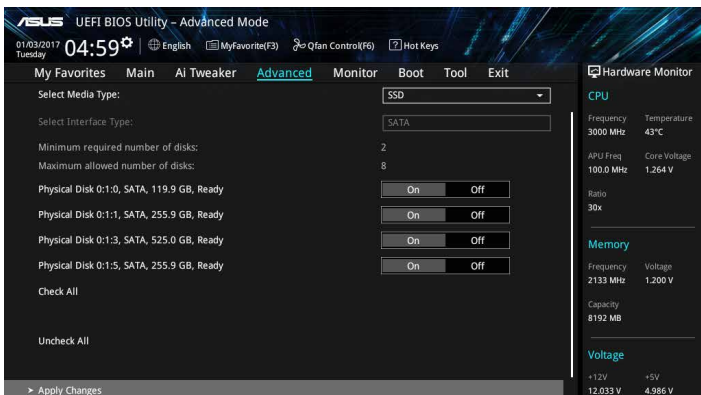 ASUS UEFI BIOS Utility – Advanced Mode
01/03/2017 Tuesday 04:59 English MyFavorite(F3) Qfan Control(F6) ? Hot Keys
My Favorites Main Ai Tweaker Advanced Monitor Boot Tool Exit
Select Media Type: SSD
Select Interface Type: SATA
Minimum required number of disks: 2
Maximum allowed number of disks: 8
Physical Disk 0:1:0, SATA, 119.9 GB, Ready On Off
Physical Disk 0:1:1, SATA, 255.9 GB, Ready On Off
Physical Disk 0:1:3, SATA, 525.0 GB, Ready On Off
Physical Disk 0:1:5, SATA, 255.9 GB, Ready On Off
Check All
Uncheck All
Apply Changes
Hardware Monitor
CPU
Frequency Temperature
3000 MHz 43°C
APU Freq Core Voltage
100.0 MHz 1.264 V
Ratio
30x
Memory
Frequency Voltage
2133 MHz 1.200 V
Capacity
8192 MB
Voltage
+12V +5V
12.033 V 4.986 V